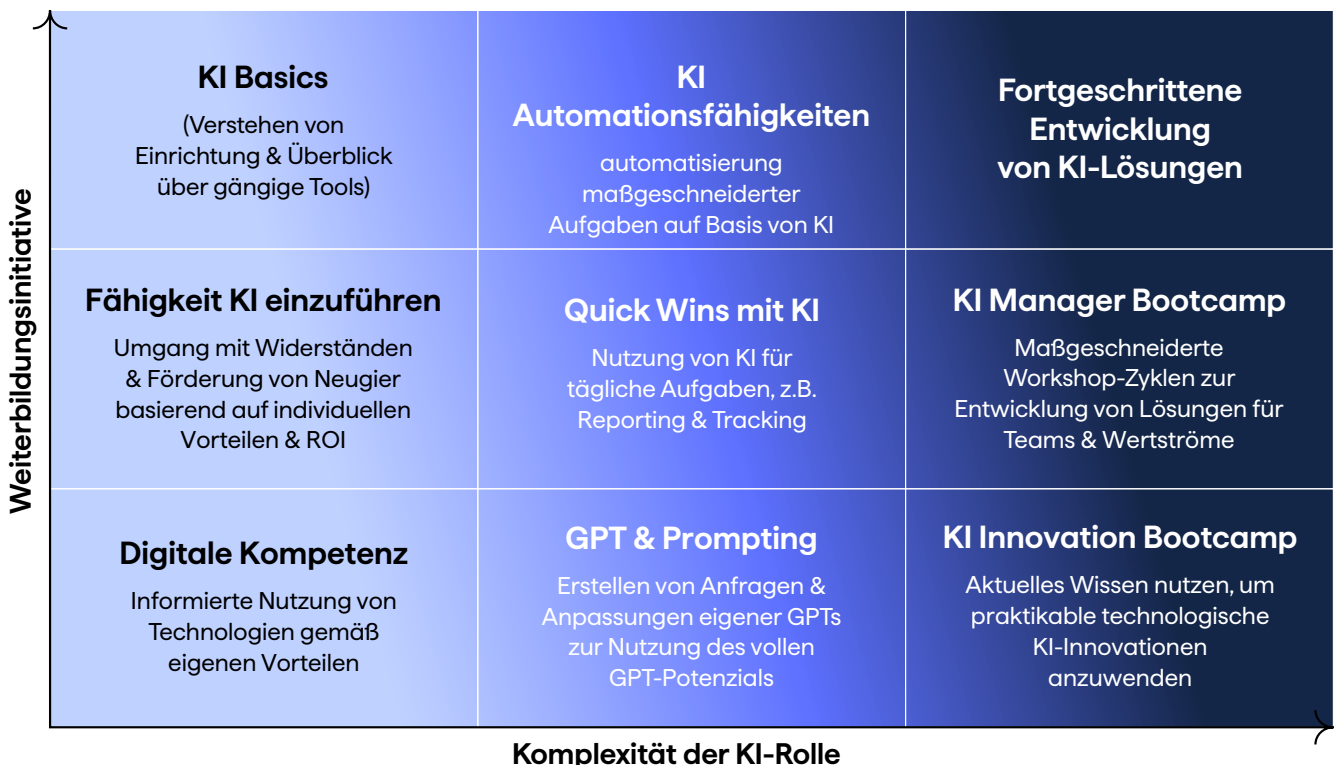 Weiterbildungsinitiative
KI Basics
(Verstehen von
Einrichtung & Überblick
über gängige Tools)
KI
Automationsfähigkeiten
automatisierung
maßgeschneiderter
Aufgaben auf Basis von KI
Fortgeschrittene
Entwicklung
von KI-Lösungen
Fähigkeit KI einzuführen
Umgang mit Widerständen
& Förderung von Neugier
basierend auf individuellen
Vorteilen & ROI
Quick Wins mit KI
Nutzung von KI für
tägliche Aufgaben, z.B.
Reporting & Tracking
KI Manager Bootcamp
Maßgeschneiderte
Workshop-Zyklen zur
Entwicklung von Lösungen für
Teams & Wertströme
Digitale Kompetenz
Informierte Nutzung von
Technologien gemäß
eigenen Vorteilen
GPT & Prompting
Erstellen von Anfragen &
Anpassungen eigener GPTs
zur Nutzung des vollen
GPT-Potenzials
KI Innovation Bootcamp
Aktuelles Wissen nutzen, um
praktikable technologische
KI-Innovationen
anzuwenden
Komplexität der KI-Rolle